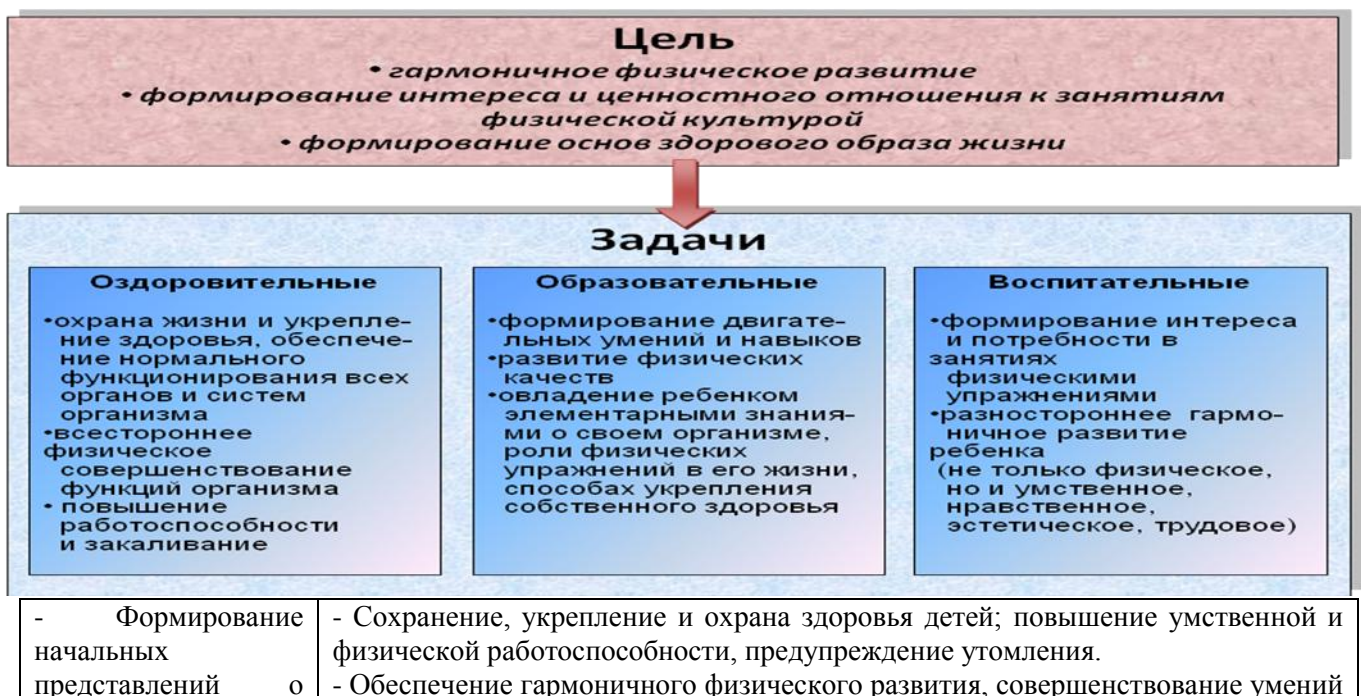 Цель
• гармоничное физическое развитие
• формирование интереса и ценностного отношения к занятиям
физической культурой
• формирование основ здорового образа жизни
Задачи
Оздоровительные
•охрана жизни и укрепле-
ние здоровья, обеспече-
ние нормального
функционирования всех
органов и систем
организма
•всестороннее
физическое
совершенствование
функций организма
• повышение
работоспособности
и закаливание
Образовательные
•формирование двигате-
льных умений и навыков
•развитие физических
качеств
•овладение ребенком
элементарными знания-
ми о своем организме,
роли физических
упражнений в его жизни,
способах укрепления
собственного здоровья
Воспитательные
•формирование интереса
и потребности в
занятиях
физическими
упражнениями
•разностороннее гармо-
ничное развитие
ребенка
(не только физическое,
но и умственное,
нравственное,
эстетическое, трудовое)
- Формирование
начальных
представлений о
- Сохранение, укрепление и охрана здоровья детей; повышение умственной и
физической работоспособности, предупреждение утомления.
- Обеспечение гармоничного физического развития, совершенствование умений